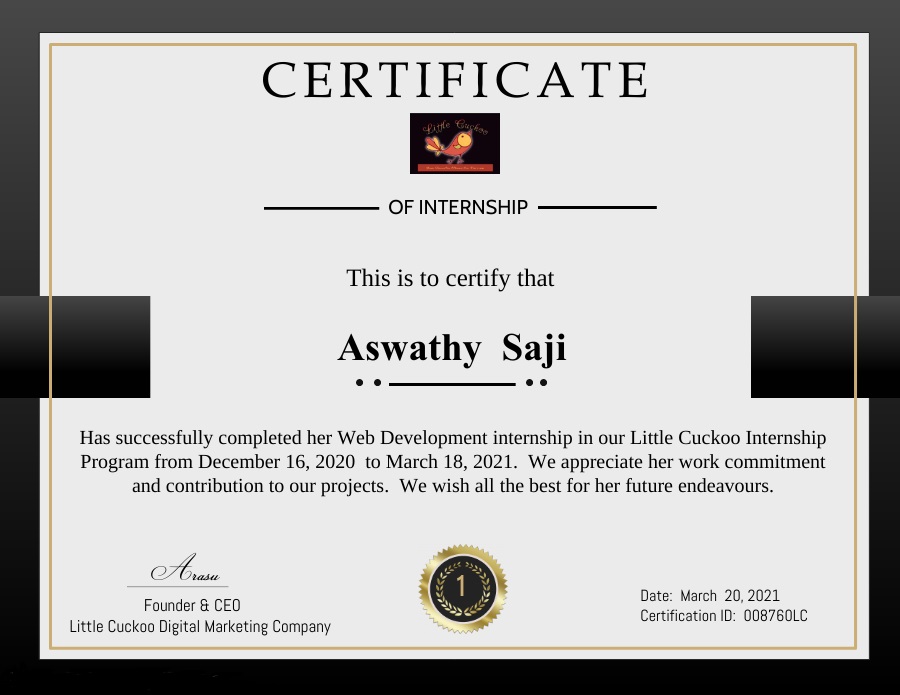 CERTIFICATE
Little Cuckoo
OF INTERNSHIP
This is to certify that
Aswathy Saji
Has successfully completed her Web Development internship in our Little Cuckoo Internship
Program from December 16, 2020 to March 18, 2021. We appreciate her work commitment
and contribution to our projects. We wish all the best for her future endeavours.
Arasu
Founder & CEO
Little Cuckoo Digital Marketing Company
1
Date: March 20, 2021
Certification ID: 008760LC